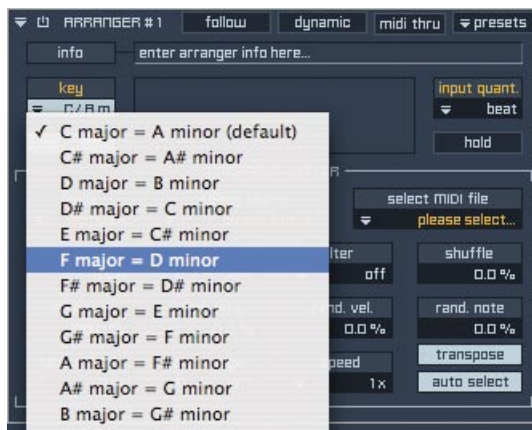 ARRANGER #1 follow dynamic midi thru presets
info enter arranger info here...
key input quant.
C/Am beat
hold
✓ C major = A minor (default)
C# major = A# minor
D major = B minor
D# major = C minor
E major = C# minor
F major = D minor
F# major = D# minor
G major = E minor
G# major = F minor
A major = F# minor
A# major = G minor
B major = G# minor
select MIDI file
please select...
shuffle
off 0.0 %
vel. rand. note
0.0 % 0.0 %
transpose
1x auto select